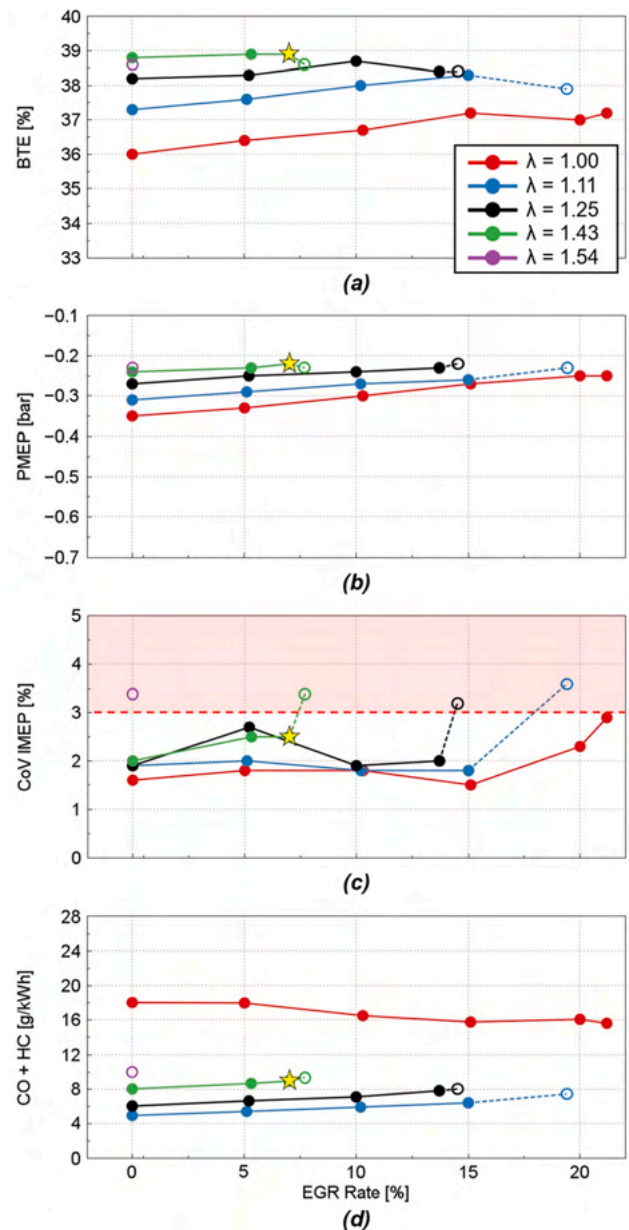 40
39
38
37
36
35
34
33
BTE [%]
λ = 1.00
λ = 1.11
λ = 1.25
λ = 1.43
λ = 1.54
(a)
−0.1
−0.2
−0.3
−0.4
−0.5
−0.6
−0.7
PMEP [bar]
(b)
5
4
3
2
1
0
CoV IMEP [%]
(c)
28
24
20
16
12
8
4
0
CO + HC [g/kWh]
0 5 10 15 20
EGR Rate [%]
(d)